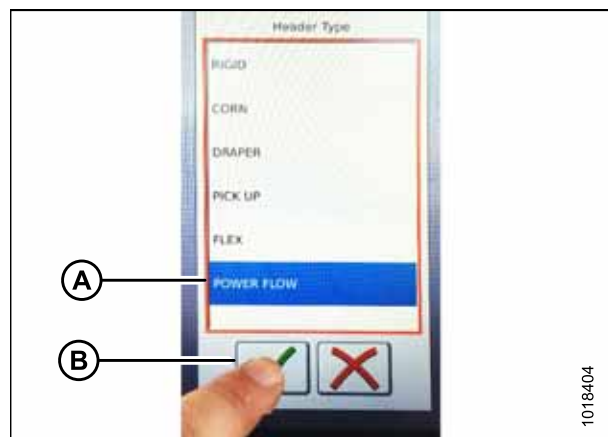 Header Type
RIGID
CORN
DRAPER
PICK UP
FLEX
A
POWER FLOW
B
1018404